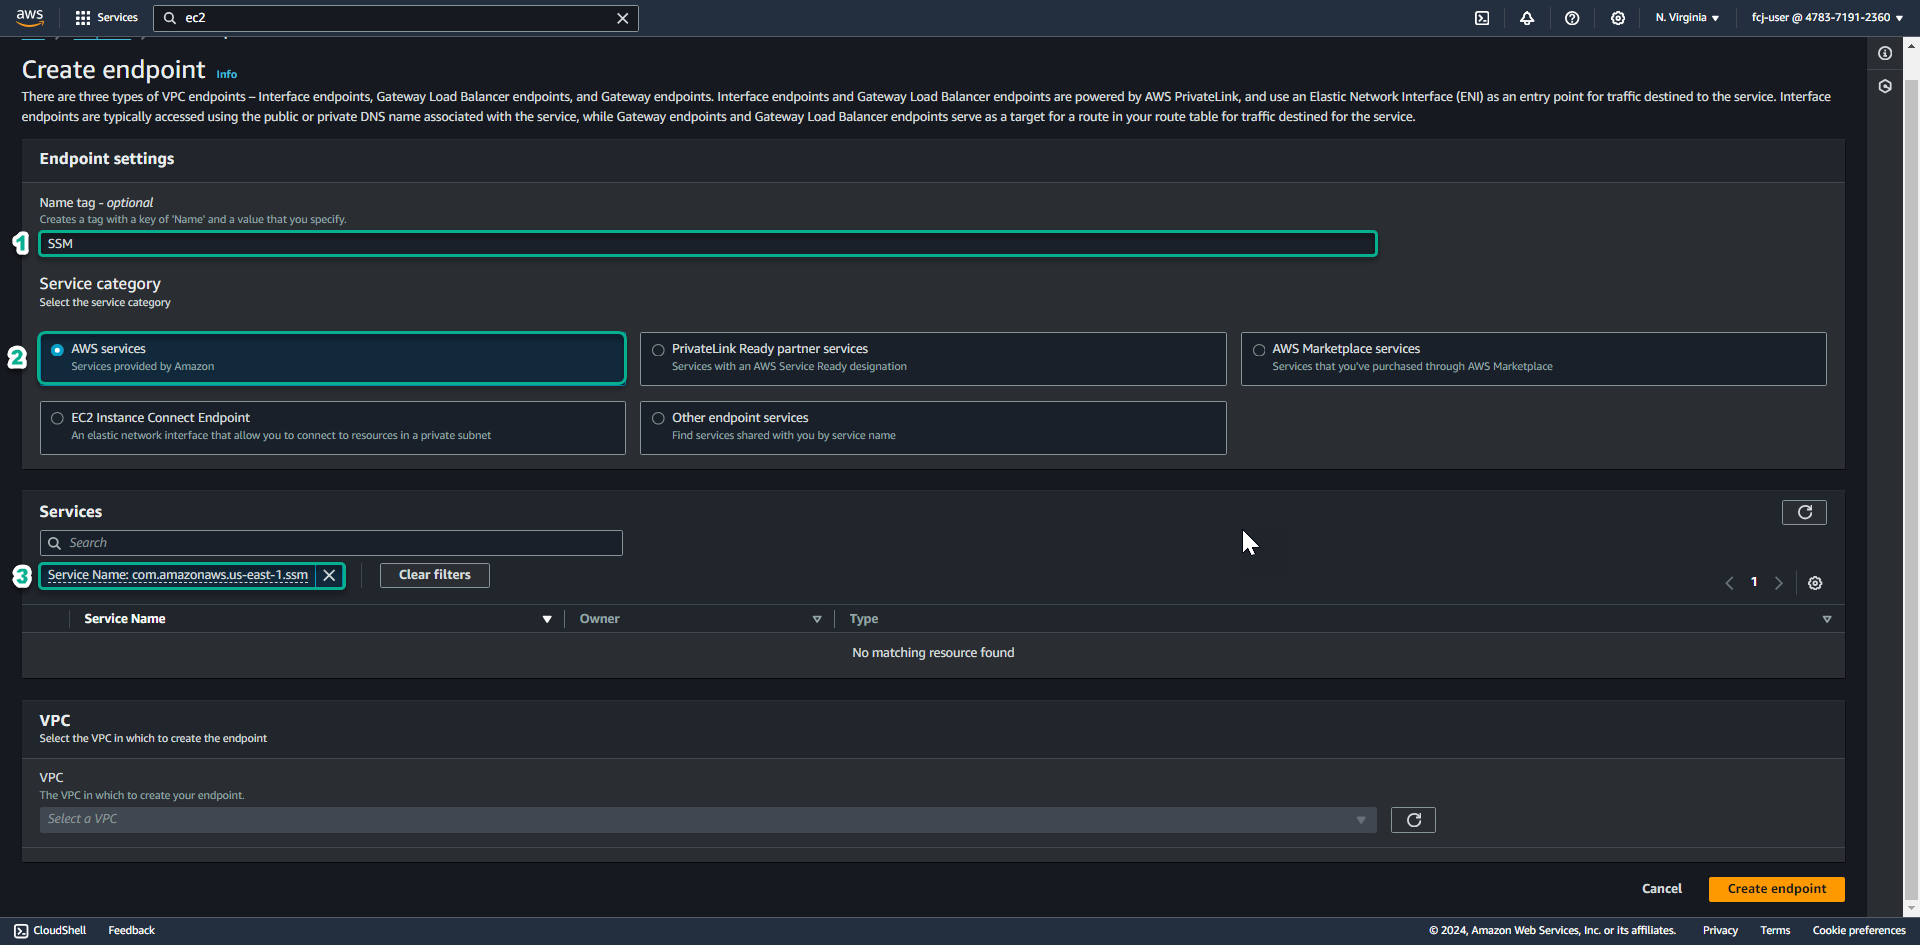 aws Services ec2 N. Virginia fcj-user @ 4783-7191-2360
Create endpoint Info
There are three types of VPC endpoints – Interface endpoints, Gateway Load Balancer endpoints, and Gateway endpoints. Interface endpoints and Gateway Load Balancer endpoints are powered by AWS PrivateLink, and use an Elastic Network Interface (ENI) as an entry point for traffic destined to the service. Interface
endpoints are typically accessed using the public or private DNS name associated with the service, while Gateway endpoints and Gateway Load Balancer endpoints serve as a target for a route in your route table for traffic destined for the service.
Endpoint settings
Name tag - optional
Creates a tag with a key of 'Name' and a value that you specify.
1 SSM
Service category
Select the service category
2
AWS services
Services provided by Amazon
PrivateLink Ready partner services
Services with an AWS Service Ready designation
AWS Marketplace services
Services that you've purchased through AWS Marketplace
EC2 Instance Connect Endpoint
An elastic network interface that allow you to connect to resources in a private subnet
Other endpoint services
Find services shared with you by service name
Services
Search
3 Service Name: com.amazonaws.us-east-1.ssm Clear filters
1
Service Name Owner Type
No matching resource found
VPC
Select the VPC in which to create the endpoint
VPC
The VPC in which to create your endpoint.
Select a VPC
Cancel Create endpoint
CloudShell Feedback © 2024, Amazon Web Services, Inc. or its affiliates. Privacy Terms Cookie preferences